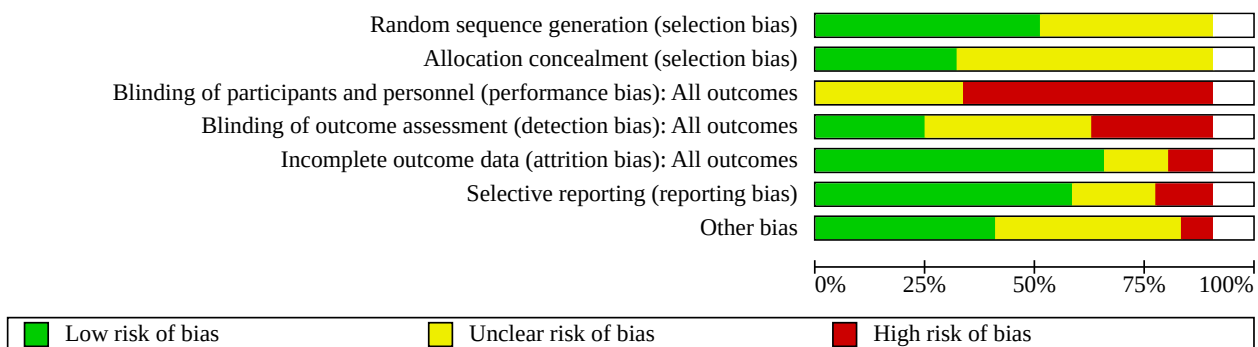 Random sequence generation (selection bias)
Allocation concealment (selection bias)
Blinding of participants and personnel (performance bias): All outcomes
Blinding of outcome assessment (detection bias): All outcomes
Incomplete outcome data (attrition bias): All outcomes
Selective reporting (reporting bias)
Other bias
0% 25% 50% 75% 100%
Low risk of bias Unclear risk of bias High risk of bias